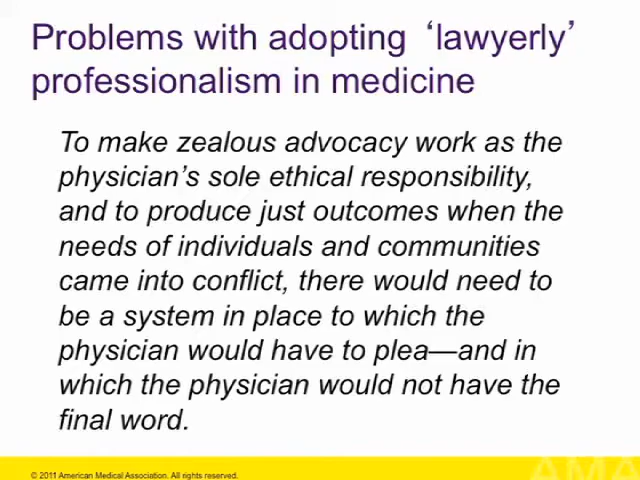 Problems with adopting ‘lawyerly’
professionalism in medicine
To make zealous advocacy work as the
physician’s sole ethical responsibility,
and to produce just outcomes when the
needs of individuals and communities
came into conflict, there would need to
be a system in place to which the
physician would have to plea—and in
which the physician would not have the
final word.
© 2011 American Medical Association. All rights reserved.
AMA